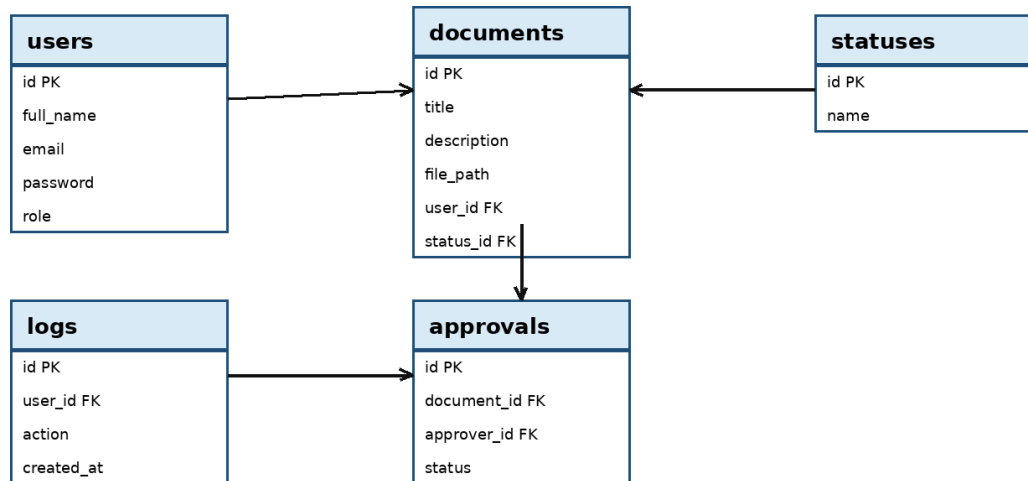 users
id PK
full_name
email
password
role
documents
id PK
title
description
file_path
user_id FK
status_id FK
statuses
id PK
name
logs
id PK
user_id FK
action
created_at
approvals
id PK
document_id FK
approver_id FK
status